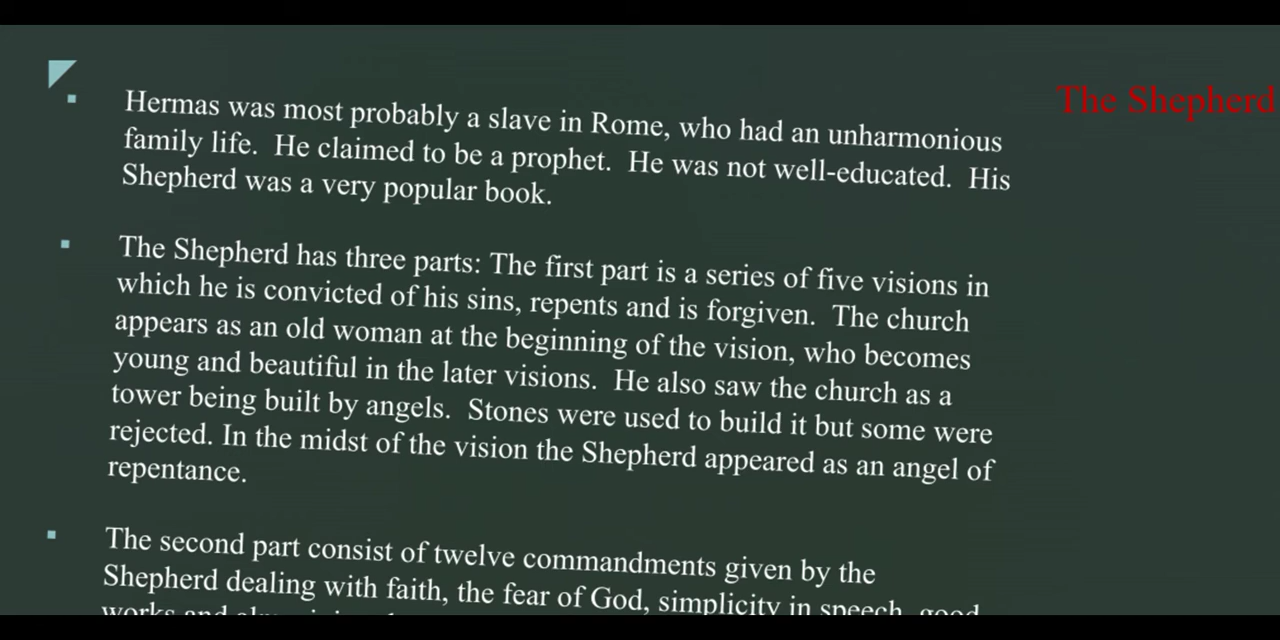 The Shepherd
Hermas was most probably a slave in Rome, who had an unharmonious
family life.  He claimed to be a prophet.  He was not well-educated.  His
Shepherd was a very popular book.
The Shepherd has three parts: The first part is a series of five visions in
which he is convicted of his sins, repents and is forgiven.  The church
appears as an old woman at the beginning of the vision, who becomes
young and beautiful in the later visions.  He also saw the church as a
tower being built by angels.  Stones were used to build it but some were
rejected. In the midst of the vision the Shepherd appeared as an angel of
repentance.
The second part consist of twelve commandments given by the
Shepherd dealing with faith, the fear of God, simplicity in speech, good
works and